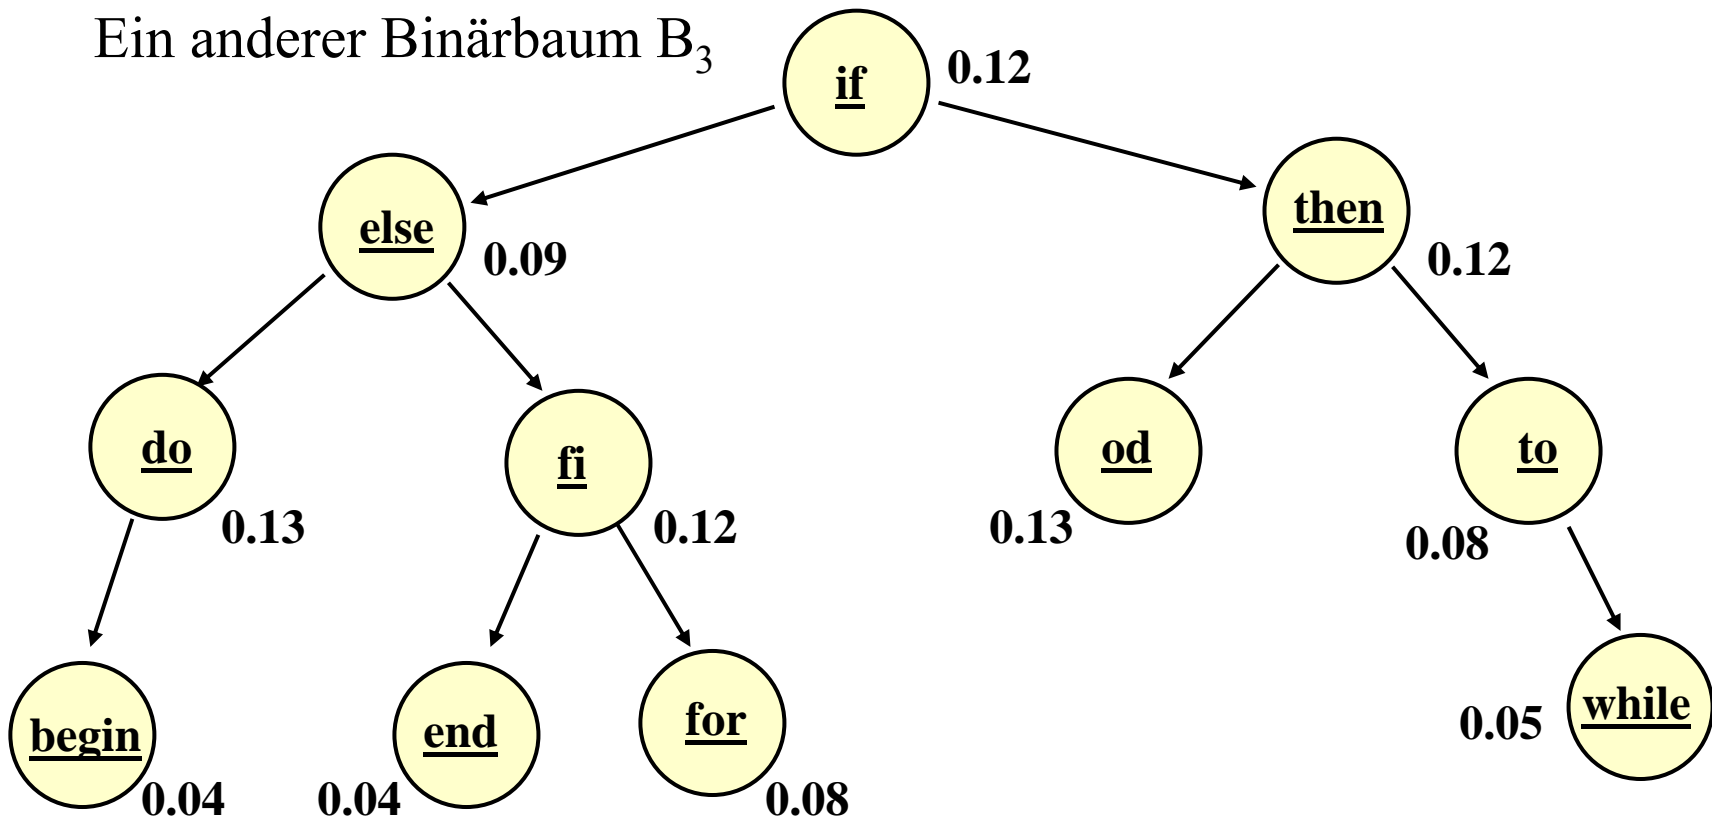 Ein anderer Binärbaum B₃
if 0.12
else 0.09
then 0.12
do 0.13
fi 0.12
od 0.13
to 0.08
begin 0.04
end 0.04
for 0.08
while 0.05